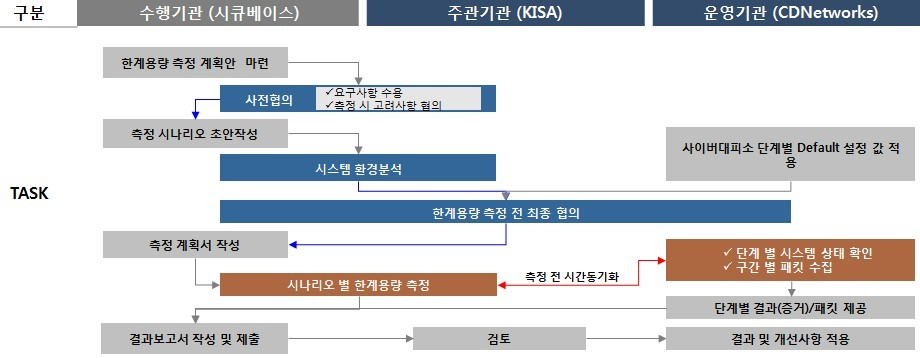 구분
수행기관 (시큐베이스)
주관기관 (KISA)
운영기관 (CDNetworks)
TASK
한계용량 측정 계획안 마련
사전협의
✓요구사항 수용
✓측정 시 고려사항 협의
측정 시나리오 초안작성
시스템 환경분석
사이버대피소 단계별 Default 설정 값 적
용
한계용량 측정 전 최종 협의
측정 계획서 작성
시나리오 별 한계용량 측정
측정 전 시간동기화
✓ 단계 별 시스템 상태 확인
✓ 구간 별 패킷 수집
단계별 결과(증거)/패킷 제공
결과보고서 작성 및 제출
검토
결과 및 개선사항 적용